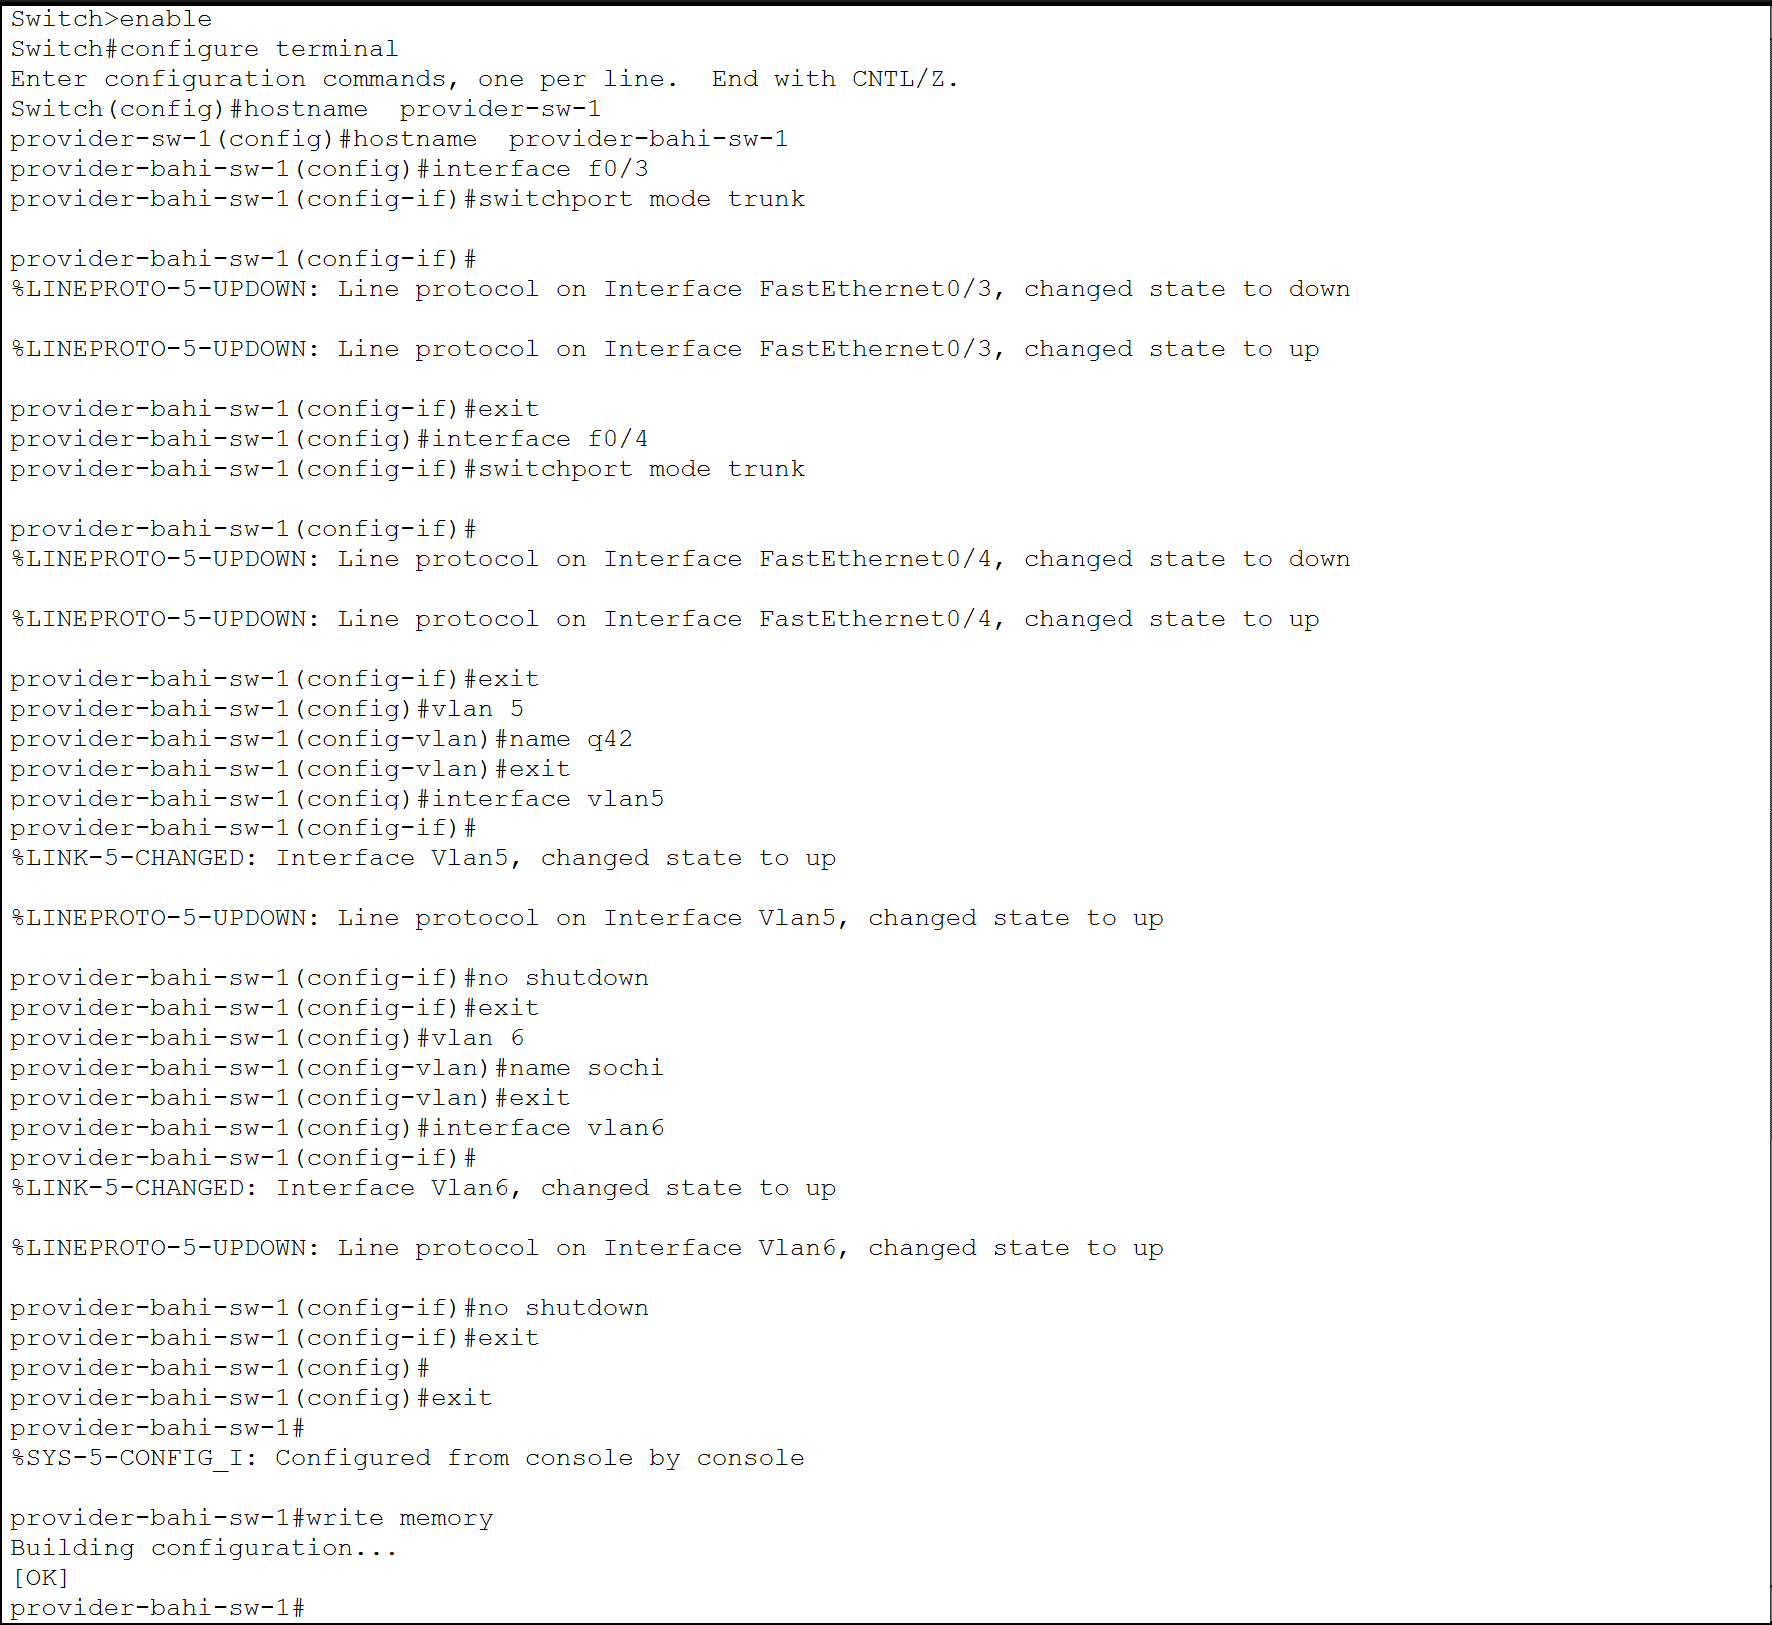 Switch>enable
Switch#configure terminal
Enter configuration commands, one per line.  End with CNTL/Z.
Switch(config)#hostname  provider-sw-1
provider-sw-1(config)#hostname  provider-bahi-sw-1
provider-bahi-sw-1(config)#interface f0/3
provider-bahi-sw-1(config-if)#switchport mode trunk
provider-bahi-sw-1(config-if)#
%LINEPROTO-5-UPDOWN: Line protocol on Interface FastEthernet0/3, changed state to down
%LINEPROTO-5-UPDOWN: Line protocol on Interface FastEthernet0/3, changed state to up
provider-bahi-sw-1(config-if)#exit
provider-bahi-sw-1(config)#interface f0/4
provider-bahi-sw-1(config-if)#switchport mode trunk
provider-bahi-sw-1(config-if)#
%LINEPROTO-5-UPDOWN: Line protocol on Interface FastEthernet0/4, changed state to down
%LINEPROTO-5-UPDOWN: Line protocol on Interface FastEthernet0/4, changed state to up
provider-bahi-sw-1(config-if)#exit
provider-bahi-sw-1(config)#vlan 5
provider-bahi-sw-1(config-vlan)#name q42
provider-bahi-sw-1(config-vlan)#exit
provider-bahi-sw-1(config)#interface vlan5
provider-bahi-sw-1(config-if)#
%LINK-5-CHANGED: Interface Vlan5, changed state to up
%LINEPROTO-5-UPDOWN: Line protocol on Interface Vlan5, changed state to up
provider-bahi-sw-1(config-if)#no shutdown
provider-bahi-sw-1(config-if)#exit
provider-bahi-sw-1(config)#vlan 6
provider-bahi-sw-1(config-vlan)#name sochi
provider-bahi-sw-1(config-vlan)#exit
provider-bahi-sw-1(config)#interface vlan6
provider-bahi-sw-1(config-if)#
%LINK-5-CHANGED: Interface Vlan6, changed state to up
%LINEPROTO-5-UPDOWN: Line protocol on Interface Vlan6, changed state to up
provider-bahi-sw-1(config-if)#no shutdown
provider-bahi-sw-1(config-if)#exit
provider-bahi-sw-1(config)#
provider-bahi-sw-1(config)#exit
provider-bahi-sw-1#
%SYS-5-CONFIG_I: Configured from console by console
provider-bahi-sw-1#write memory
Building configuration...
[OK]
provider-bahi-sw-1#